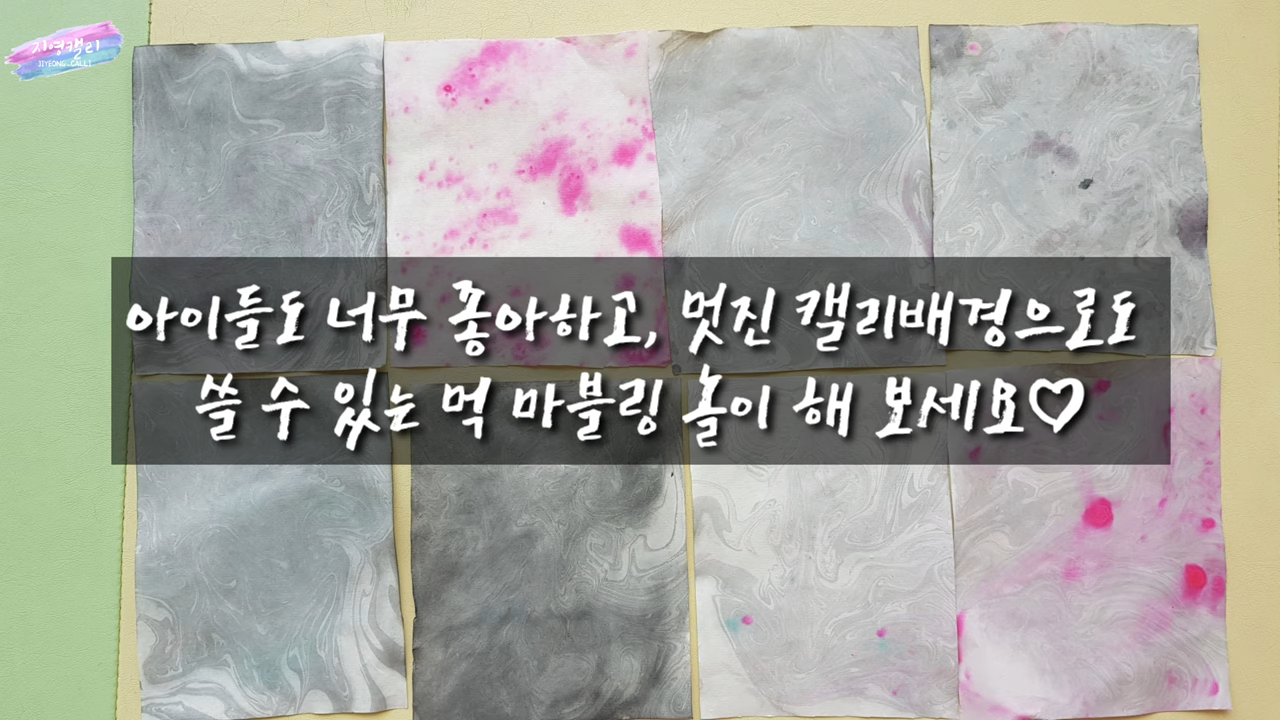 지영캘리
JIYEONG.CALLI
아이들도 너무 좋아하고, 멋진 캘리배경으로도
쓸 수 있는 먹 마블링 놀이 해 보세요♡